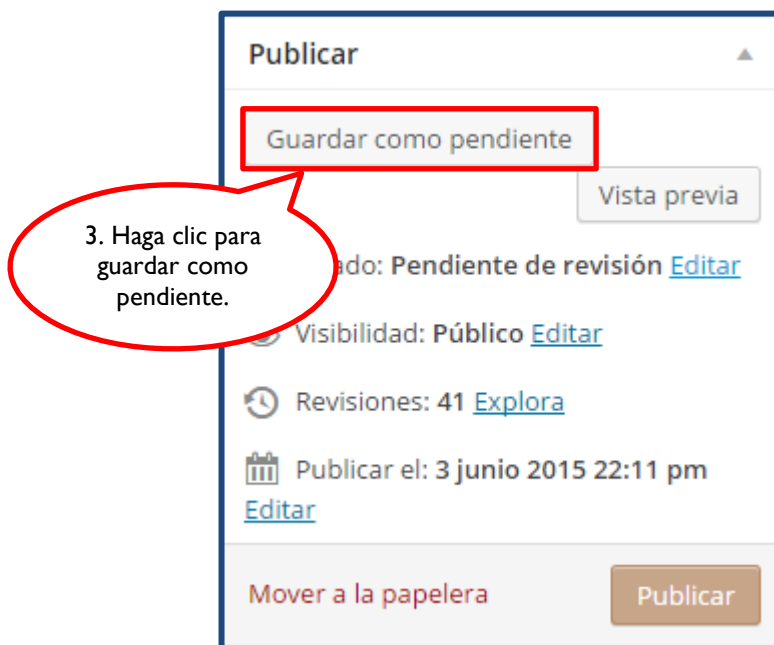 Publicar
Guardar como pendiente
Vista previa
3. Haga clic para
guardar como
pendiente.
ado: Pendiente de revisión Editar
Visibilidad: Público Editar
Revisiones: 41 Explora
Publicar el: 3 junio 2015 22:11 pm
Editar
Mover a la papelera
Publicar